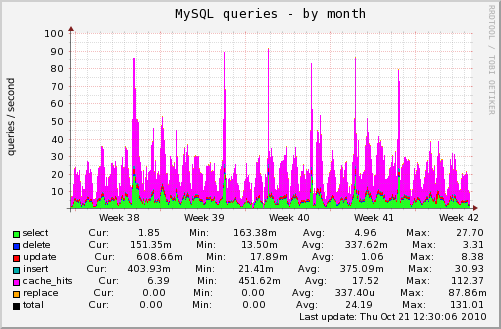 MySQL queries - by month
RRDTOOL / TOBI OETIKER
queries / second
100
90
80
70
60
50
40
30
20
10
Week 38 Week 39 Week 40 Week 41 Week 42
select Cur: 1.85 Min: 163.38m Avg: 4.96 Max: 27.70
delete Cur: 151.35m Min: 13.50m Avg: 337.62m Max: 3.31
update Cur: 608.66m Min: 17.89m Avg: 1.06 Max: 8.38
insert Cur: 403.93m Min: 21.41m Avg: 375.09m Max: 30.93
cache_hits Cur: 6.39 Min: 451.62m Avg: 17.52 Max: 112.37
replace Cur: 0.00 Min: 0.00 Avg: 337.40u Max: 87.86m
total Cur: 0.00 Min: 0.00 Avg: 24.19 Max: 131.01
Last update: Thu Oct 21 12:30:06 2010